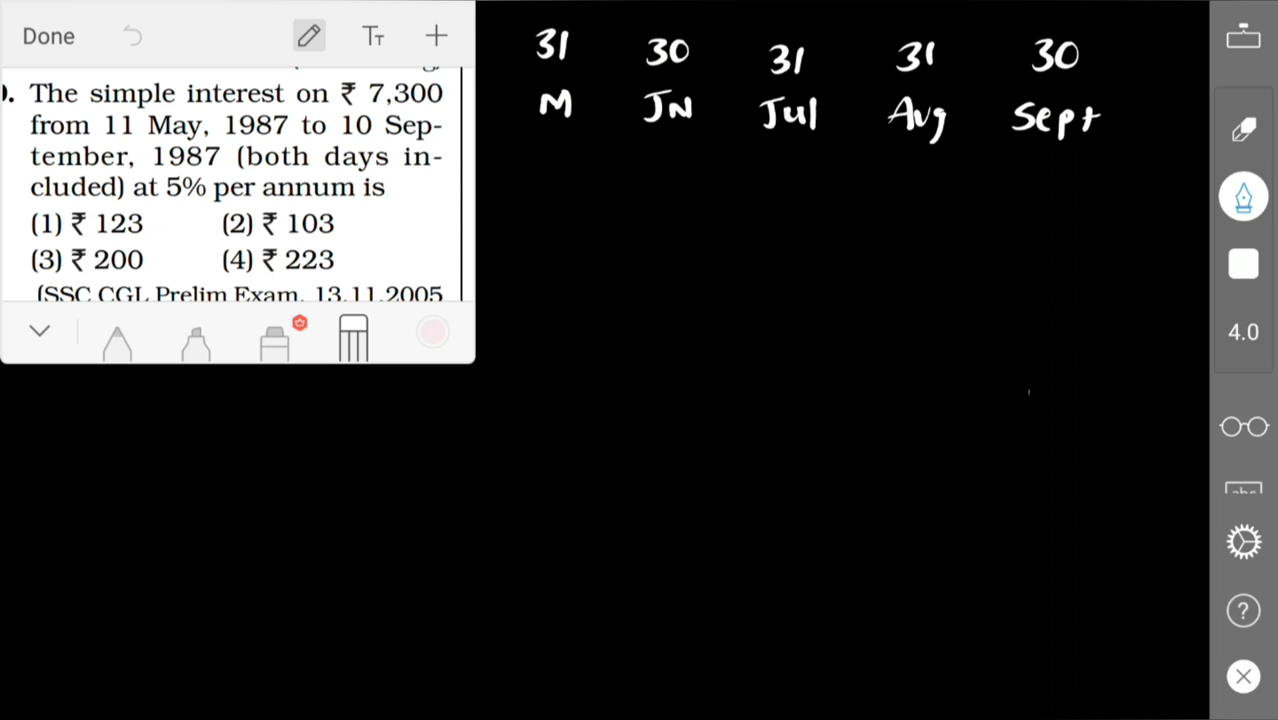 Done
). The simple interest on ₹ 7,300
from 11 May, 1987 to 10 Sep-
tember, 1987 (both days in-
cluded) at 5% per annum is
(1) ₹ 123 (2) ₹ 103
(3) ₹ 200 (4) ₹ 223
(SSC CGL Prelim Exam. 13.11.2005
31 30 31 31 30
M JN Jul Aug Sept
4.0
abc
?